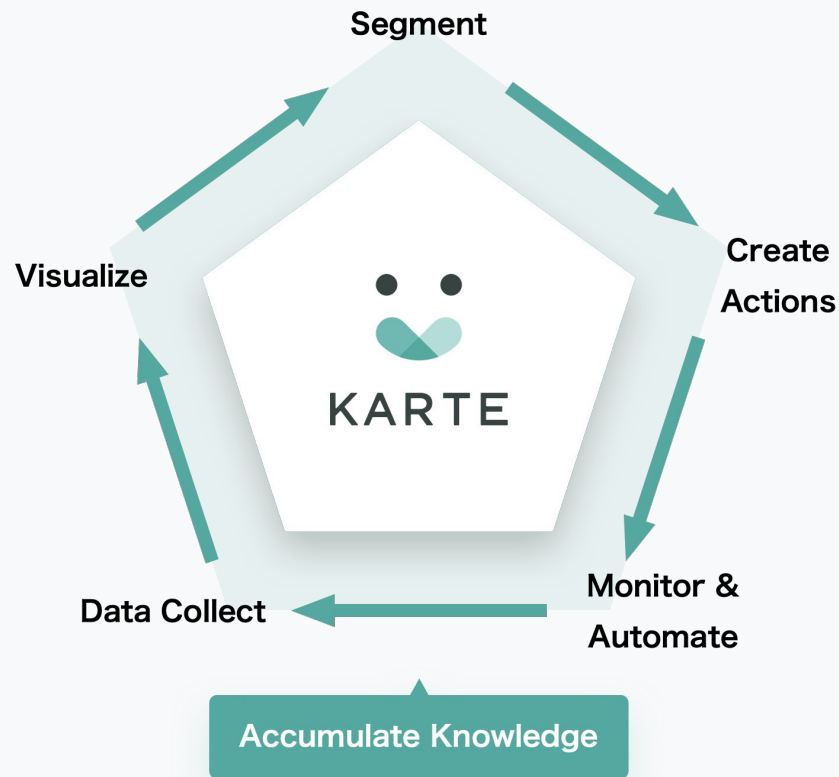 Segment
Create
Actions
Visualize
KARTE
Monitor &
Automate
Data Collect
Accumulate Knowledge